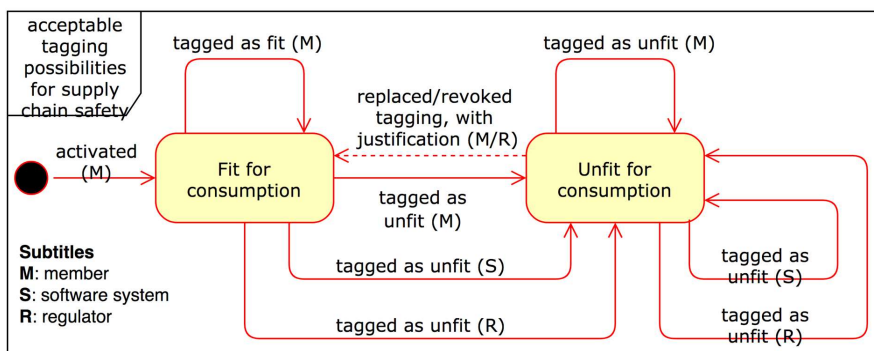 acceptable
tagging
possibilities
for supply
chain safety
tagged as fit (M)
tagged as unfit (M)
replaced/revoked
tagging, with
justification (M/R)
activated
(M)
Fit for
consumption
Unfit for
consumption
tagged as
unfit (M)
Subtitles
M: member
S: software system
R: regulator
tagged as unfit (S)
tagged as
unfit (S)
tagged as unfit (R)
tagged as
unfit (R)